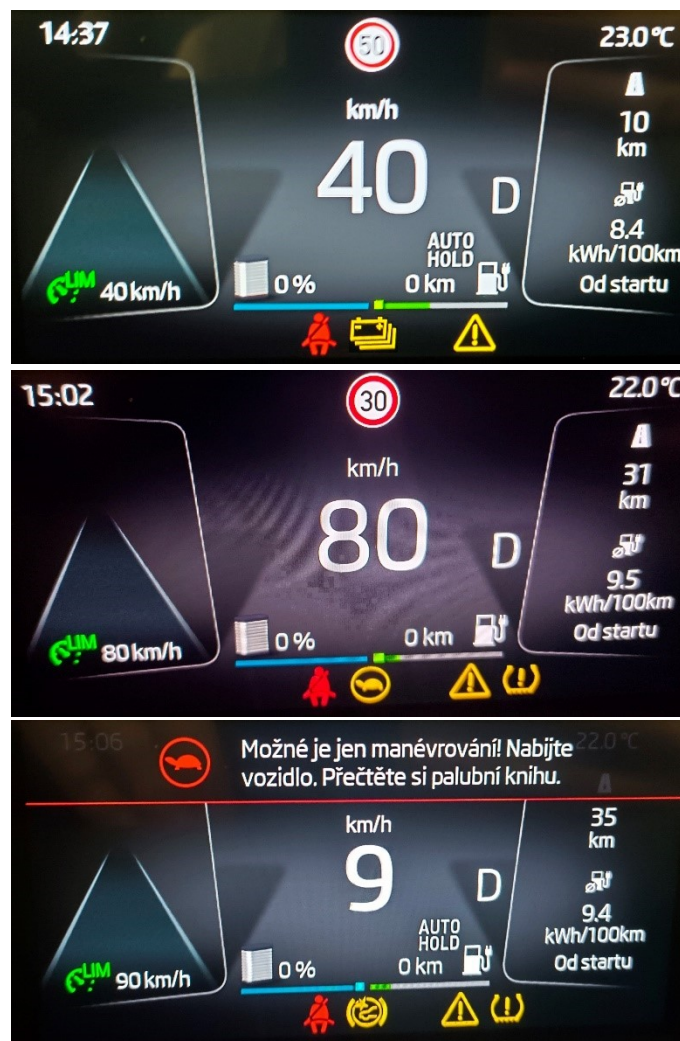 14:37
50
23.0°C
km/h
40
D
10
km
8.4
kWh/100km
Od startu
LIM 40 km/h
0 %
AUTO
HOLD
0 km
15:02
30
22.0°C
km/h
80
D
31
km
9.5
kWh/100km
Od startu
LIM 80 km/h
0 %
0 km
15:06
22.0°C
Možné je jen manévrování! Nabijte
vozidlo. Přečtěte si palubní knihu.
km/h
9
D
35
km
9.4
kWh/100km
Od startu
LIM 90 km/h
0 %
AUTO
HOLD
0 km